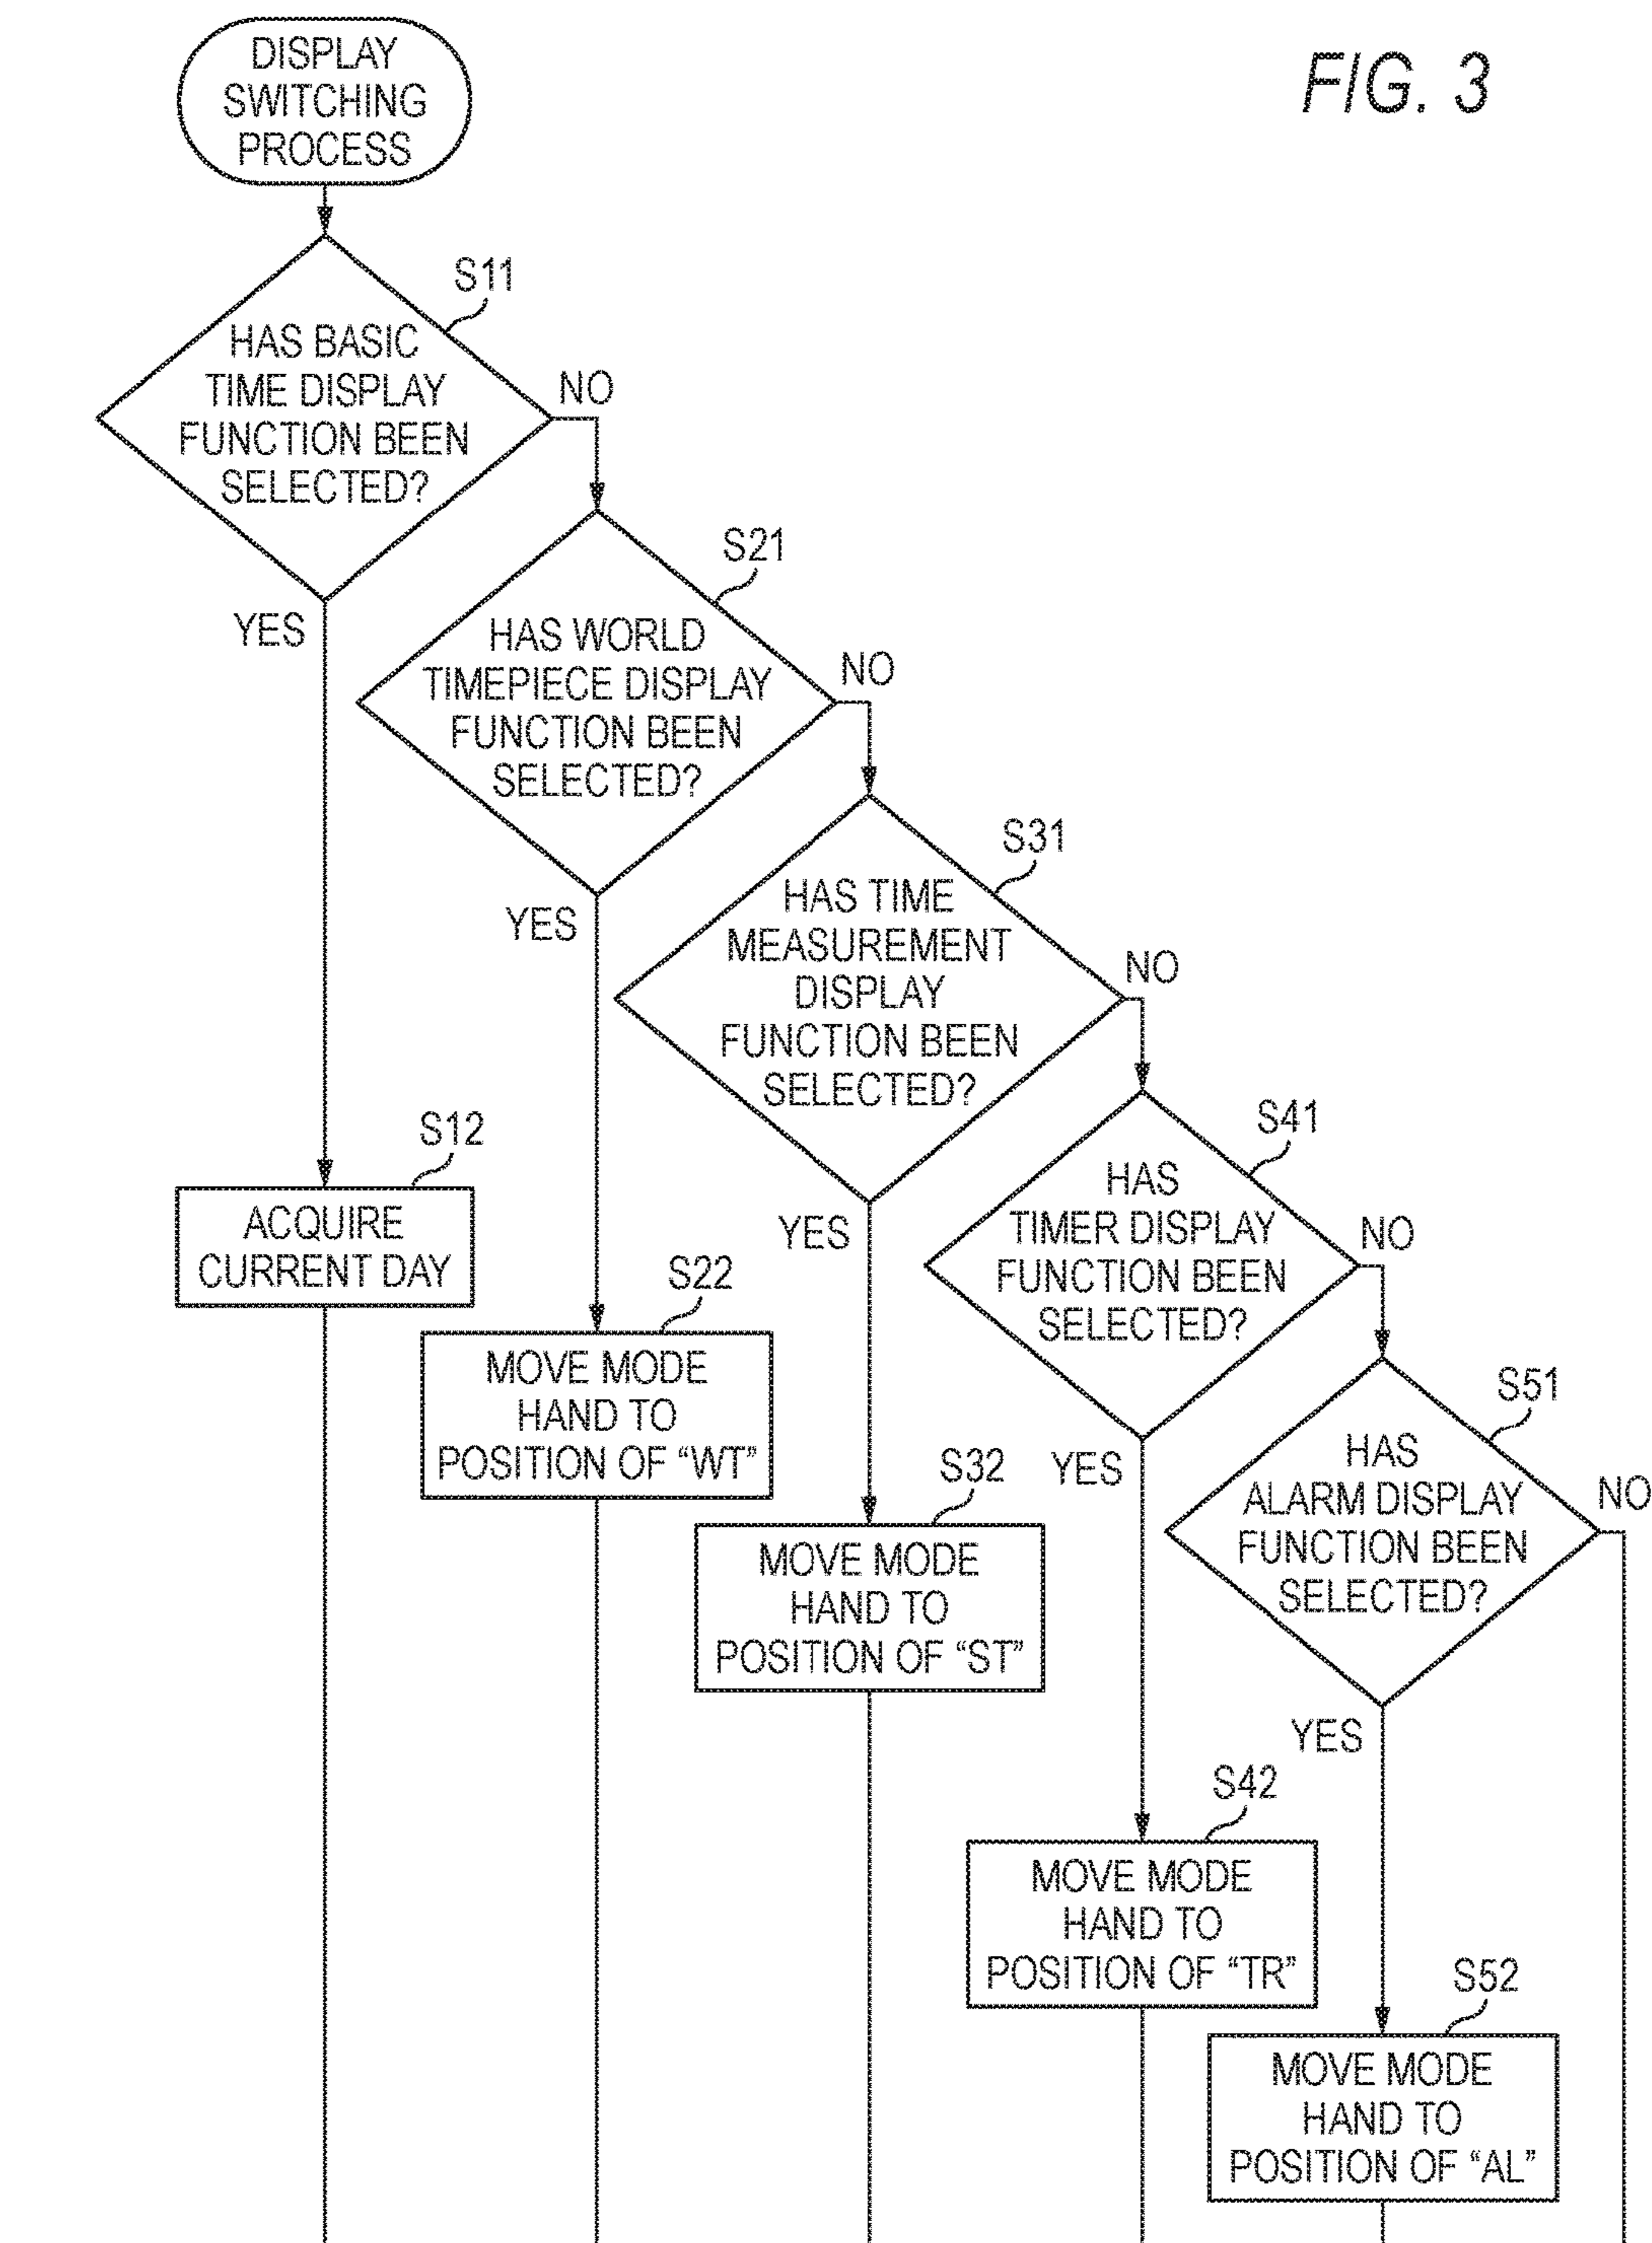 FIG. 3
DISPLAY
SWITCHING
PROCESS
S11
HAS BASIC
TIME DISPLAY
FUNCTION BEEN
SELECTED?
NO
YES
S21
HAS WORLD
TIMEPIECE DISPLAY
FUNCTION BEEN
SELECTED?
NO
YES
S31
HAS TIME
MEASUREMENT
DISPLAY
FUNCTION BEEN
SELECTED?
NO
YES
S41
HAS
TIMER DISPLAY
FUNCTION BEEN
SELECTED?
NO
YES
S51
HAS
ALARM DISPLAY
FUNCTION BEEN
SELECTED?
NO
YES
S12
ACQUIRE
CURRENT DAY
S22
MOVE MODE
HAND TO
POSITION OF “WT”
S32
MOVE MODE
HAND TO
POSITION OF “ST”
S42
MOVE MODE
HAND TO
POSITION OF “TR”
S52
MOVE MODE
HAND TO
POSITION OF “AL”